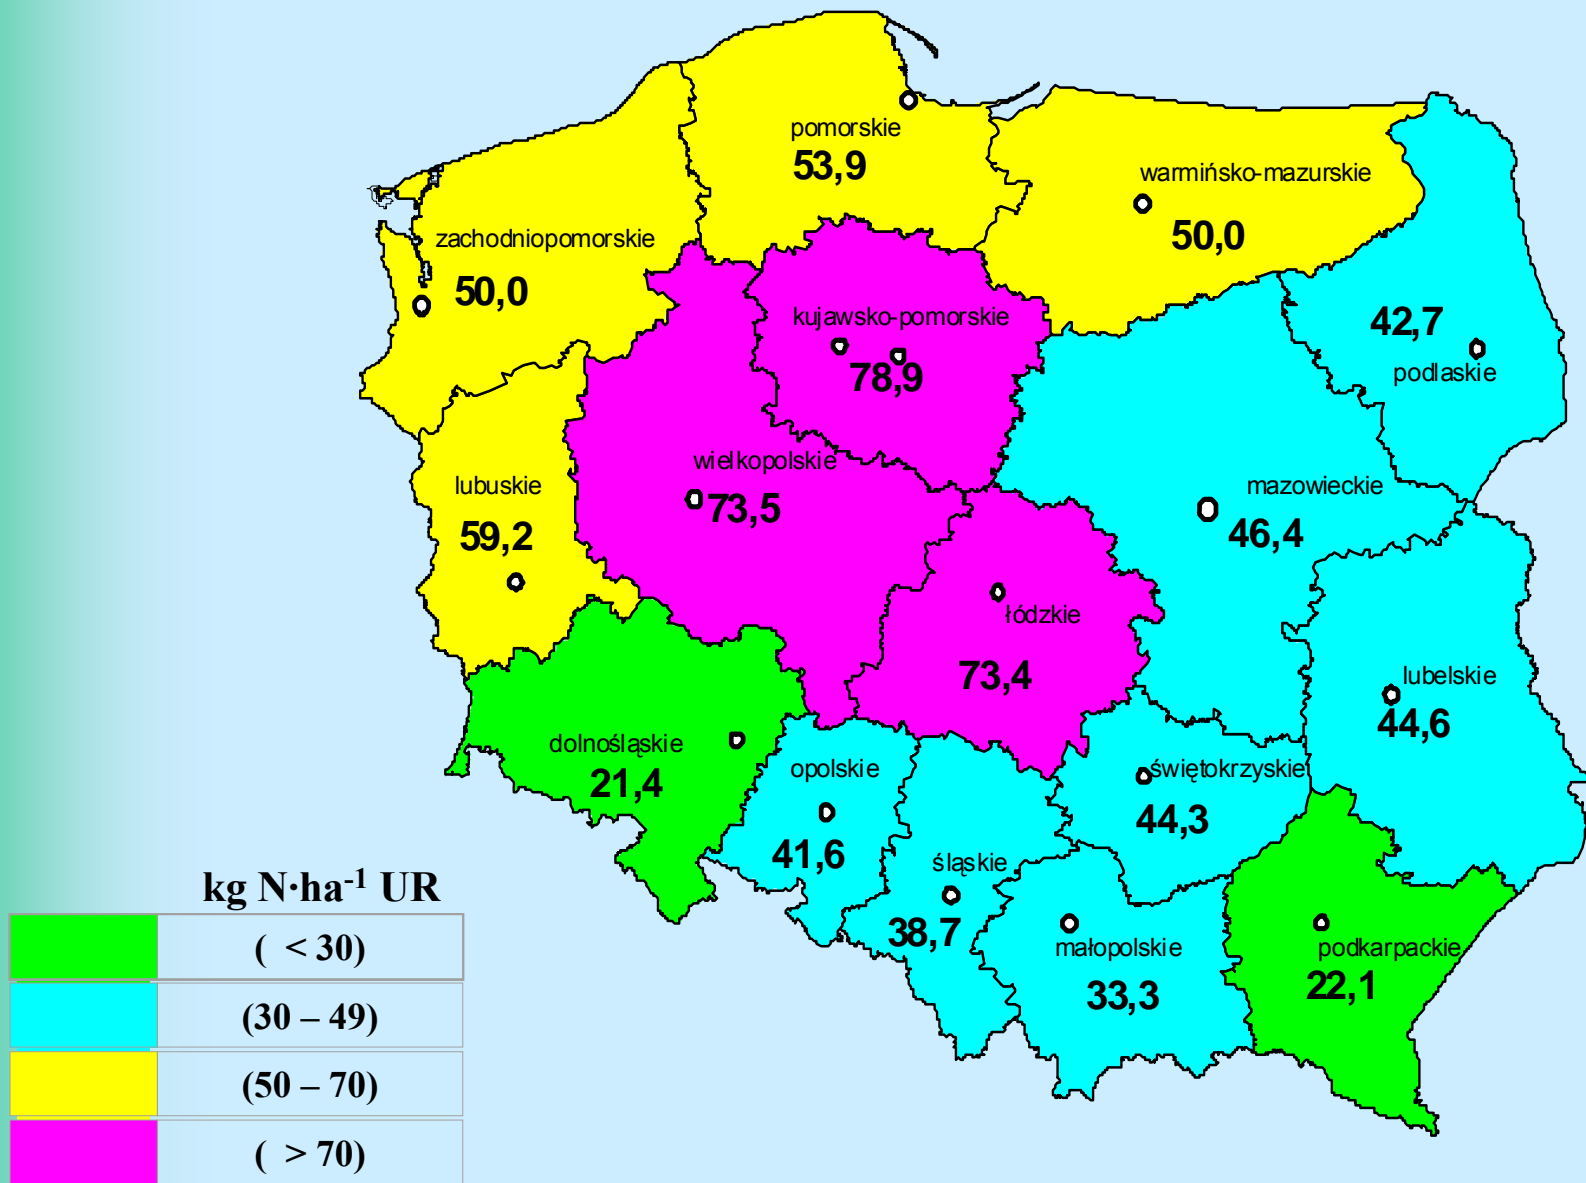 pomorskie
53,9
warmińsko-mazurskie
50,0
zachodniopomorskie
50,0
kujawsko-pomorskie
78,9
42,7
podlaskie
wielkopolskie
73,5
lubuskie
59,2
mazowieckie
46,4
łódzkie
73,4
lubelskie
44,6
dolnośląskie
21,4
opolskie
41,6
świętokrzyskie
44,3
śląskie
38,7
małopolskie
33,3
podkarpackie
22,1
kg N·ha⁻¹ UR
( < 30)
(30 – 49)
(50 – 70)
( > 70)